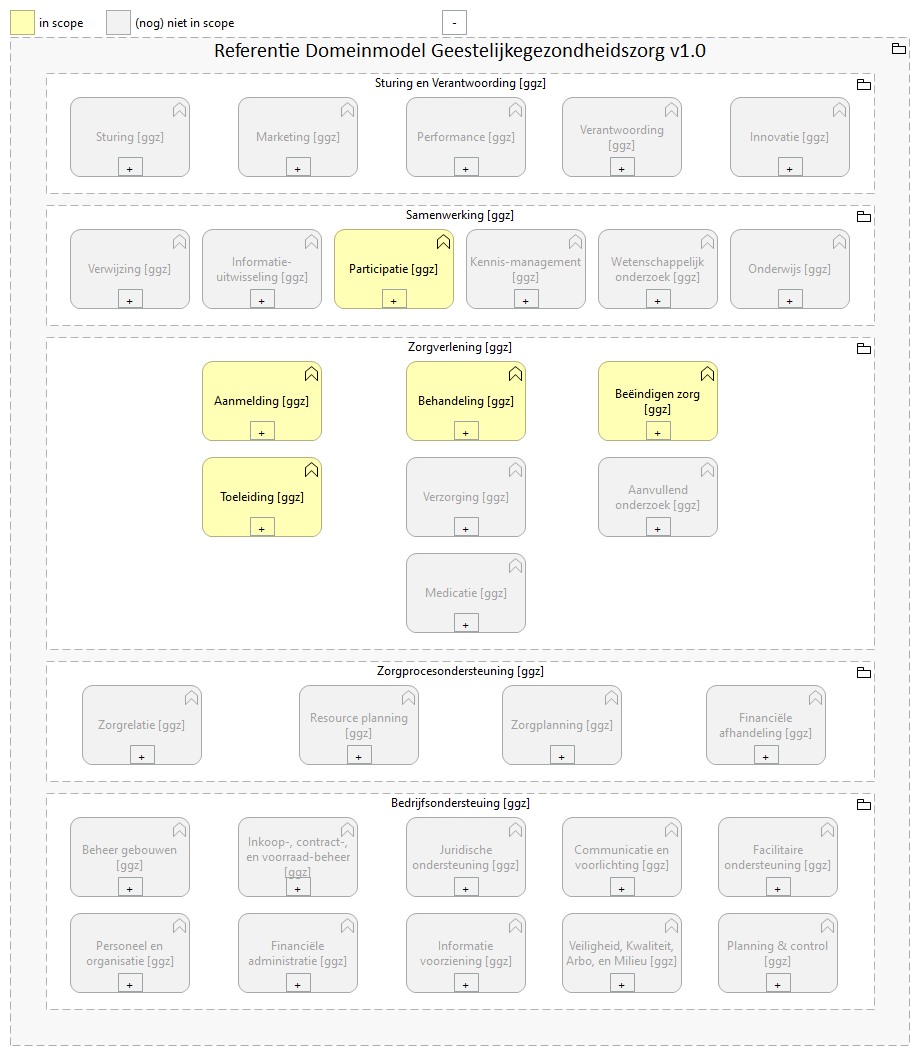 in scope
(nog) niet in scope
-
Referentie Domeinmodel Geestelijkegezondheidszorg v1.0
Sturing en Verantwoording [ggz]
Sturing [ggz]
+
Marketing [ggz]
+
Performance [ggz]
+
Verantwoording
[ggz]
+
Innovatie [ggz]
+
Samenwerking [ggz]
Verwijzing [ggz]
+
Informatie-
uitwisseling [ggz]
+
Participatie [ggz]
+
Kennis-management
[ggz]
+
Wetenschappelijk
onderzoek [ggz]
+
Onderwijs [ggz]
+
Zorgverlening [ggz]
Aanmelding [ggz]
+
Behandeling [ggz]
+
Beëindigen zorg
[ggz]
+
Toeleiding [ggz]
+
Verzorging [ggz]
+
Aanvullend
onderzoek [ggz]
+
Medicatie [ggz]
+
Zorgprocesondersteuning [ggz]
Zorgrelatie [ggz]
+
Resource planning
[ggz]
+
Zorgplanning [ggz]
+
Financiële
afhandeling [ggz]
+
Bedrijfsondersteuing [ggz]
Beheer gebouwen
[ggz]
+
Inkoop-, contract-,
en voorraad-beheer
[ggz]
+
Juridische
ondersteuning [ggz]
+
Communicatie en
voorlichting [ggz]
+
Facilitaire
ondersteuning [ggz]
+
Personeel en
organisatie [ggz]
+
Financiële
administratie [ggz]
+
Informatie
voorziening [ggz]
+
Veiligheid, Kwaliteit,
Arbo, en Milieu [ggz]
+
Planning & control
[ggz]
+